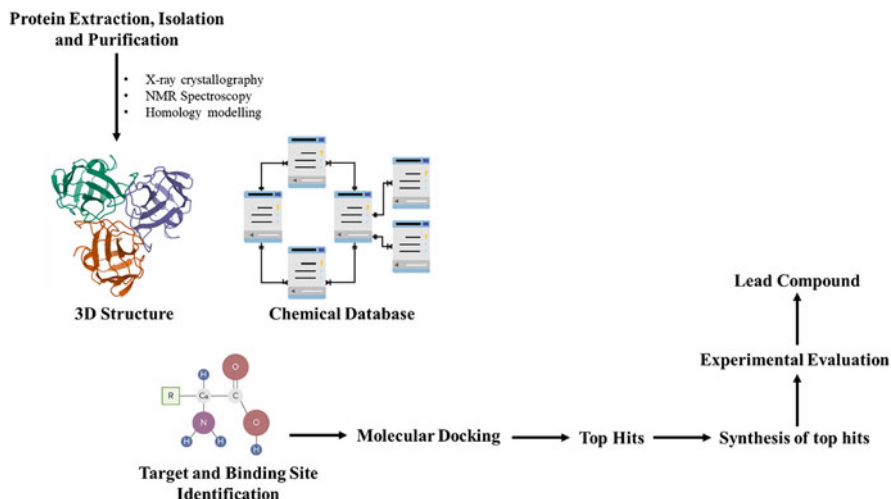 Protein Extraction, Isolation
and Purification
• X-ray crystallography
• NMR Spectroscopy
• Homology modelling
3D Structure
Chemical Database
Lead Compound
Experimental Evaluation
H
O
R
Cα
C
N
O
H
H
H
Molecular Docking
Top Hits
Synthesis of top hits
Target and Binding Site
Identification